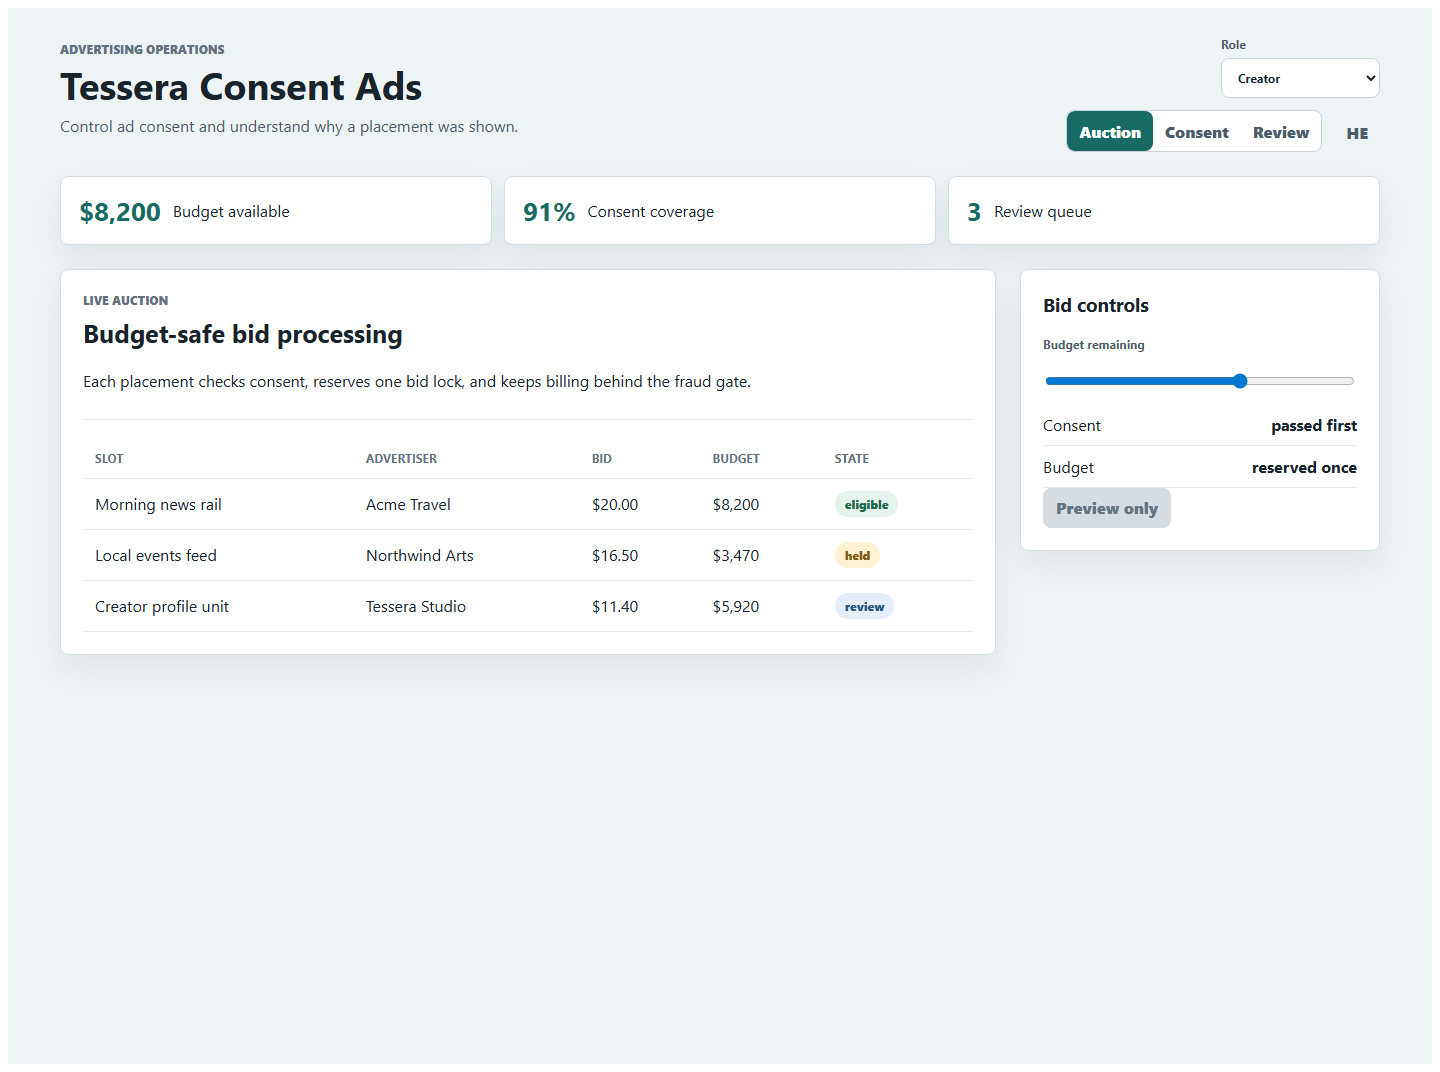 ADVERTISING OPERATIONS
Tessera Consent Ads
Control ad consent and understand why a placement was shown.
Role
Creator
Auction Consent Review HE
$8,200 Budget available
91% Consent coverage
3 Review queue
LIVE AUCTION
Budget-safe bid processing
Each placement checks consent, reserves one bid lock, and keeps billing behind the fraud gate.
SLOT ADVERTISER BID BUDGET STATE
Morning news rail Acme Travel $20.00 $8,200 eligible
Local events feed Northwind Arts $16.50 $3,470 held
Creator profile unit Tessera Studio $11.40 $5,920 review
Bid controls
Budget remaining
Consent passed first
Budget reserved once
Preview only